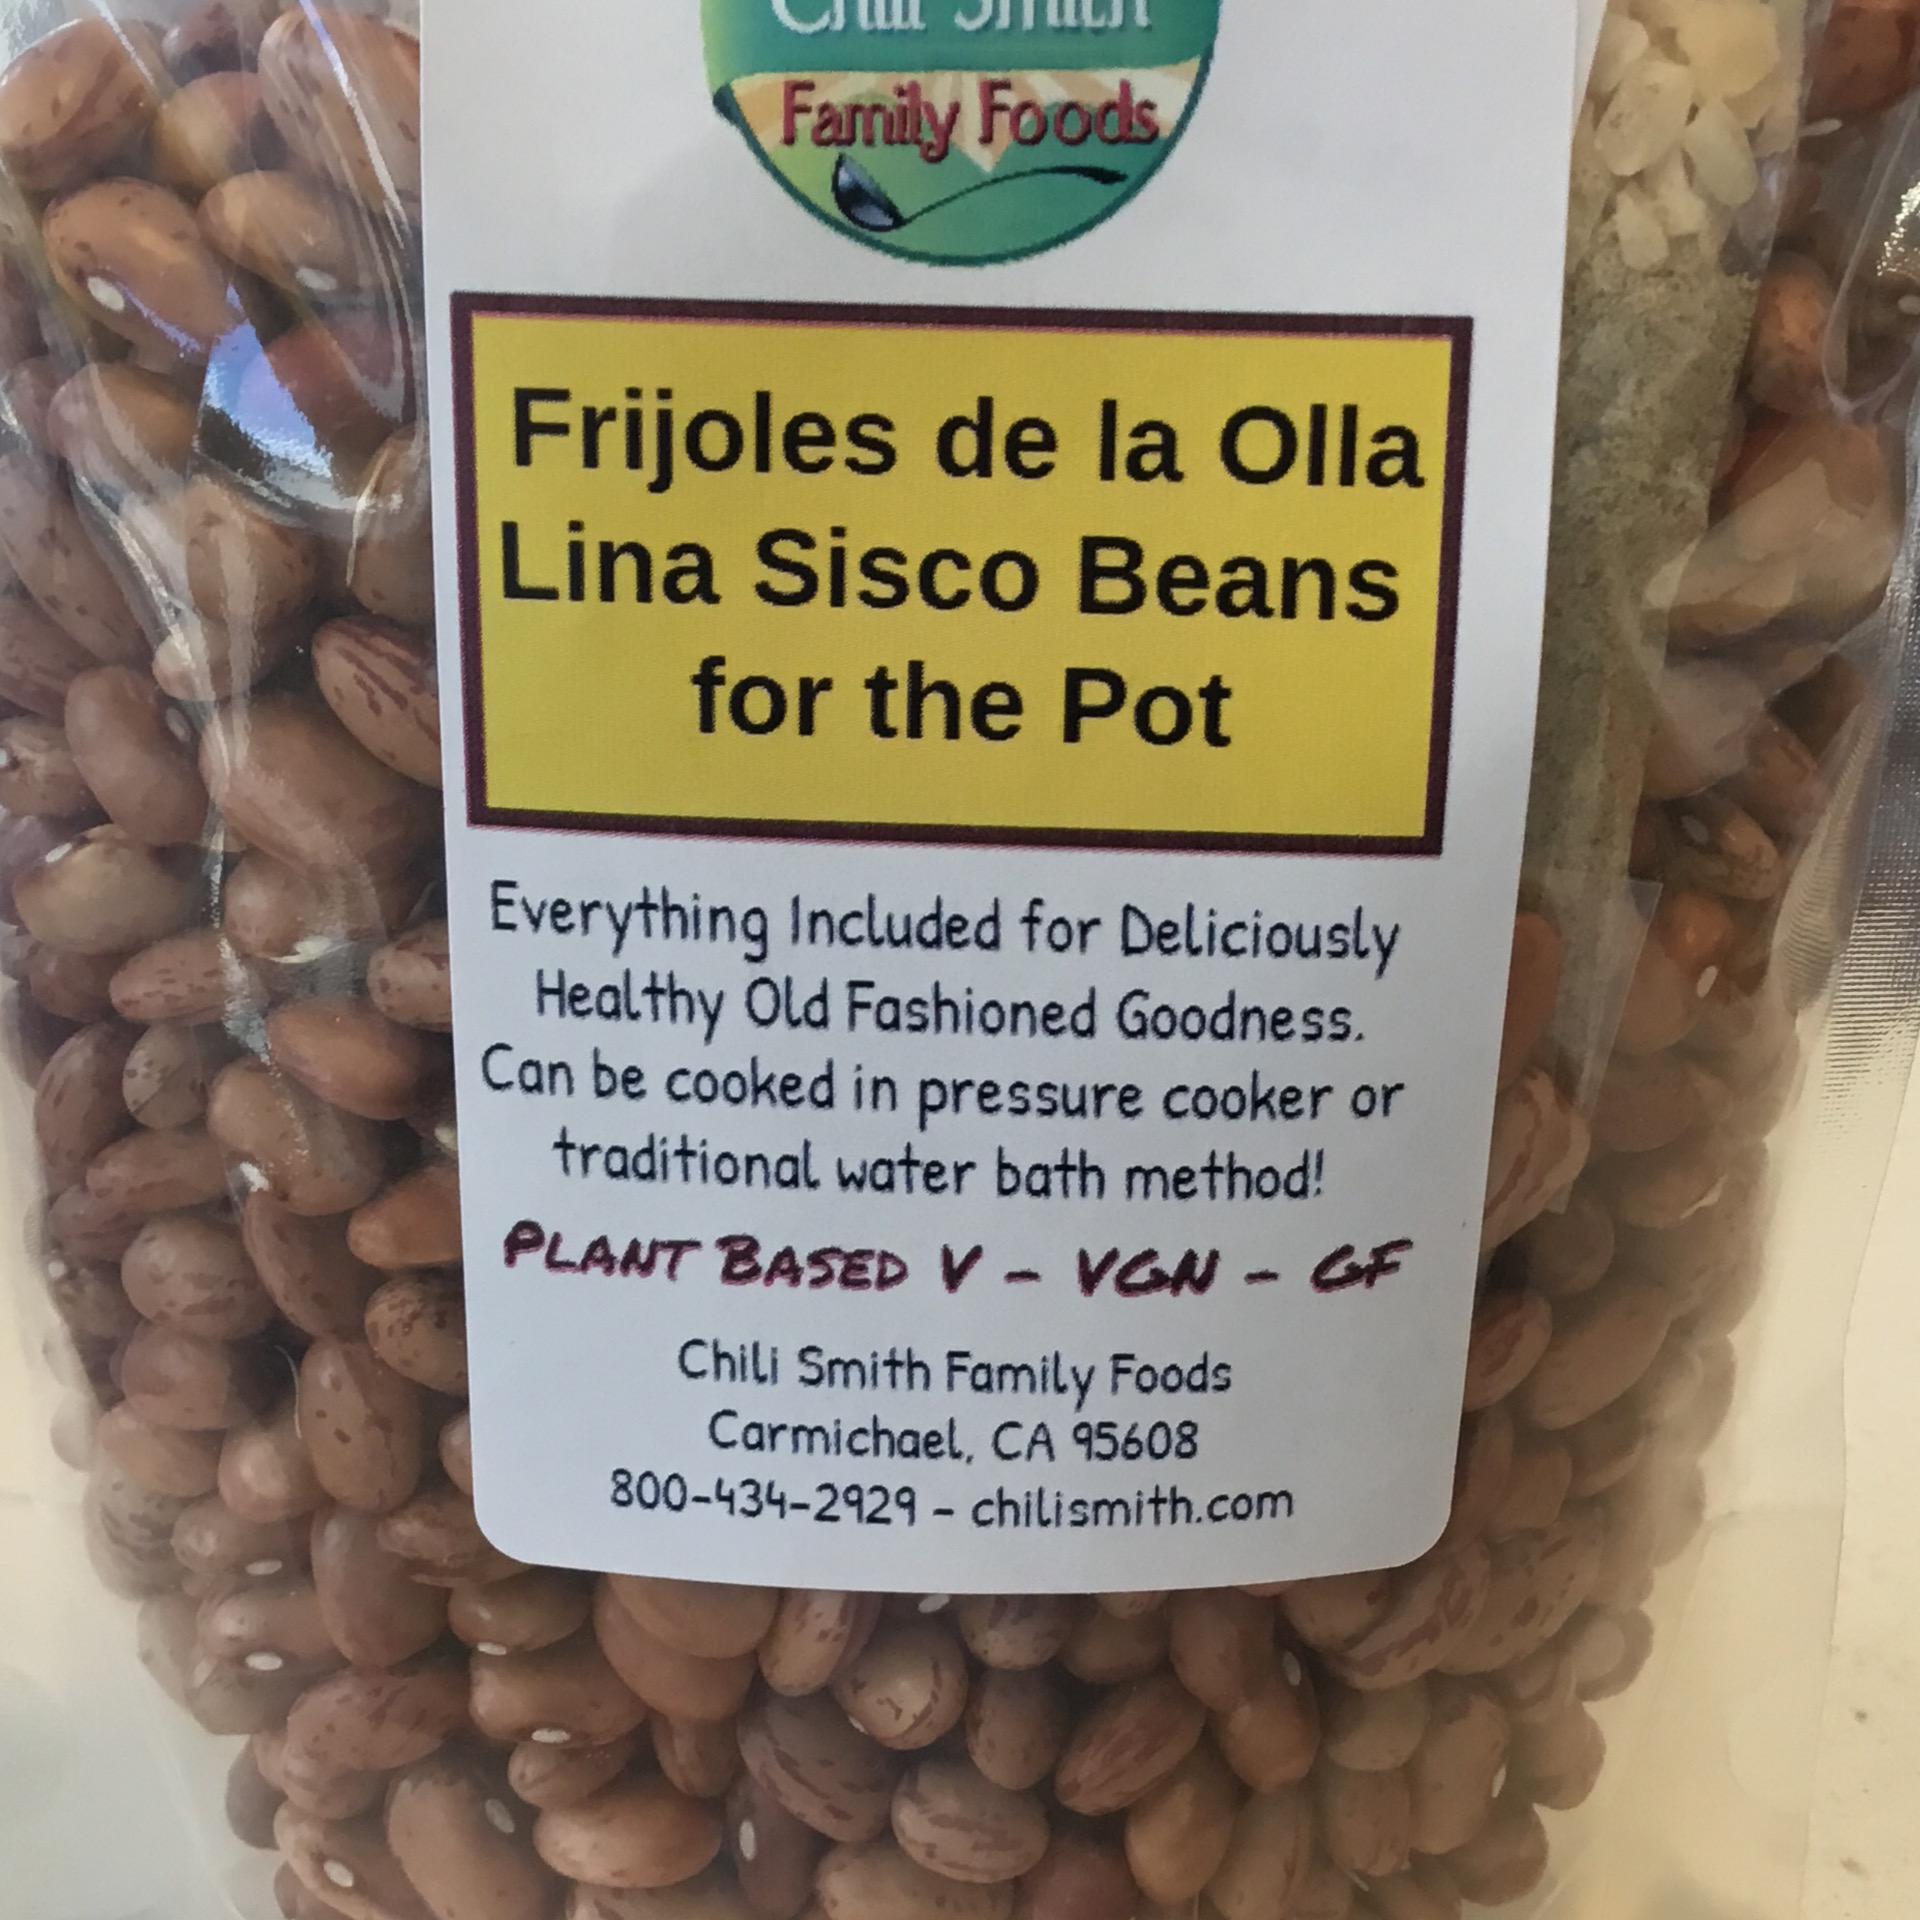 Chili Smith
Family Foods
Frijoles de la Olla
Lina Sisco Beans
for the Pot
Everything Included for Deliciously
Healthy Old Fashioned Goodness.
Can be cooked in pressure cooker or
traditional water bath method!
PLANT BASED V - VGN - GF
Chili Smith Family Foods
Carmichael, CA 95608
800-434-2929 - chilismith.com